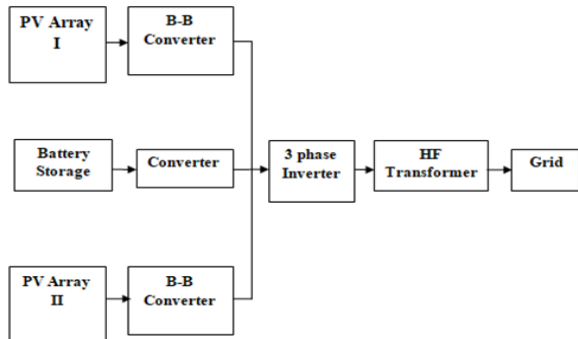 PV Array
I
B-B
Converter
Battery
Storage
Converter
3 phase
Inverter
HF
Transformer
Grid
PV Array
II
B-B
Converter